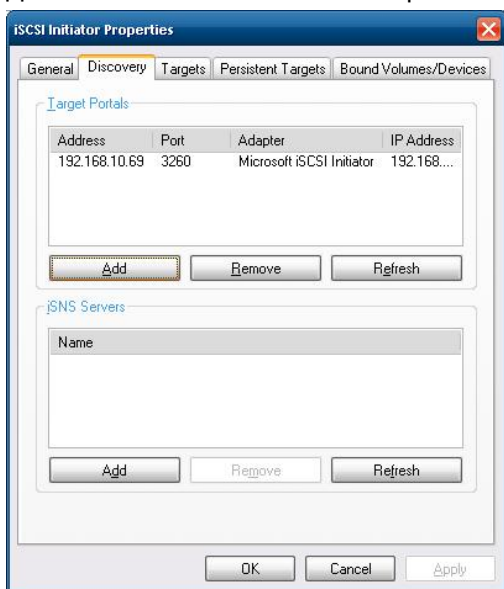 iSCSI Initiator Properties
General Discovery Targets Persistent Targets Bound Volumes/Devices
Target Portals
Address Port Adapter IP Address
192.168.10.69 3260 Microsoft iSCSI Initiator 192.168....
Add Remove Refresh
iSNS Servers
Name
Add Remove Refresh
OK Cancel Apply